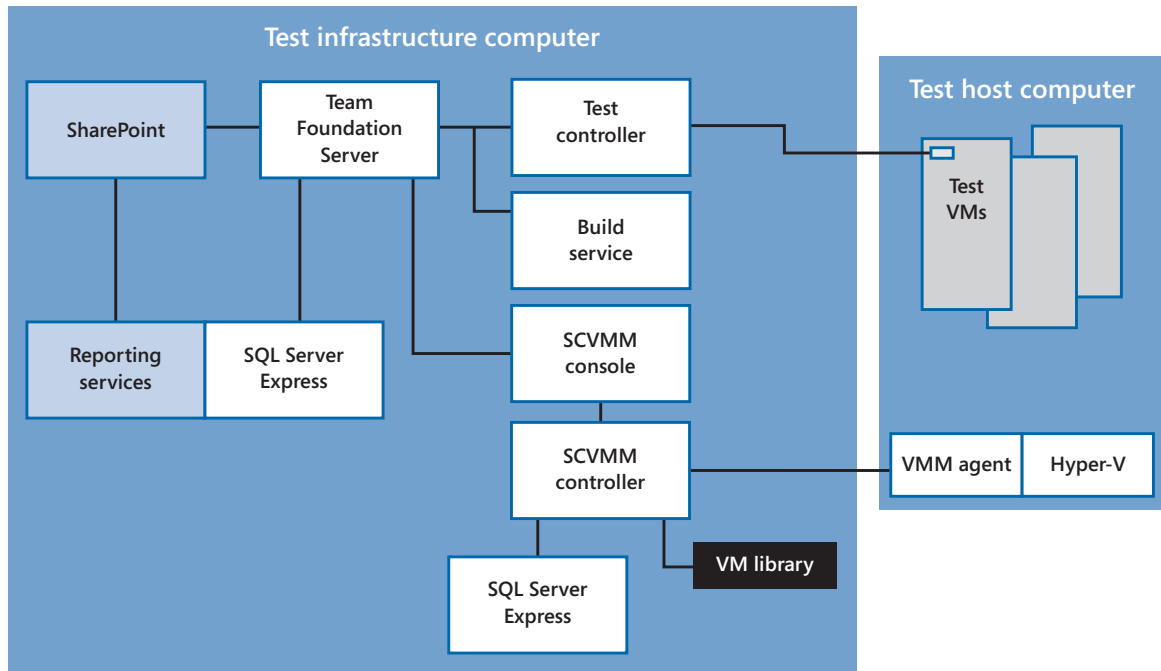 Test infrastructure computer
SharePoint
Team
Foundation
Server
Test
controller
Build
service
Reporting
services
SQL Server
Express
SCVMM
console
SCVMM
controller
SQL Server
Express
VM library
Test host computer
Test
VMs
VMM agent
Hyper-V